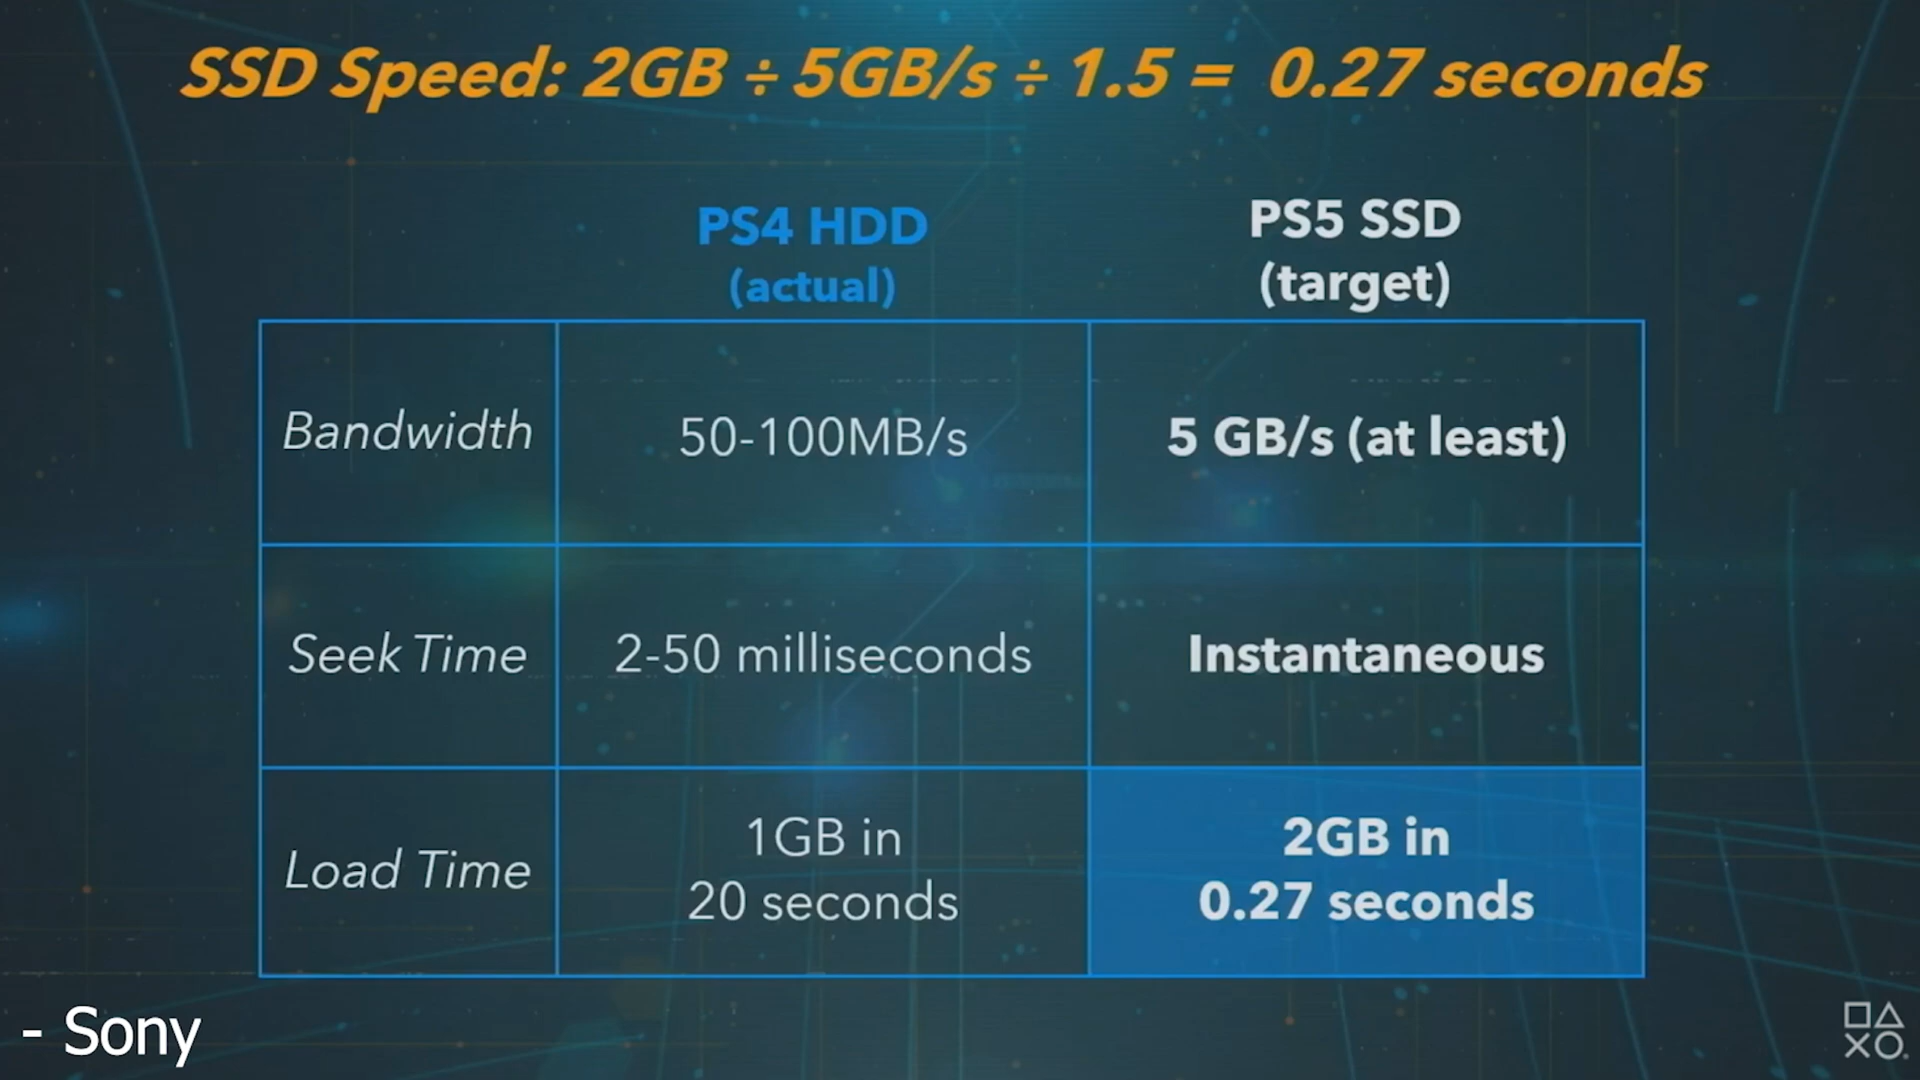 SSD Speed: 2GB ÷ 5GB/s ÷ 1.5 = 0.27 seconds
PS4 HDD
(actual)
PS5 SSD
(target)
Bandwidth
50-100MB/s
5 GB/s (at least)
Seek Time
2-50 milliseconds
Instantaneous
Load Time
1GB in
20 seconds
2GB in
0.27 seconds
- Sony